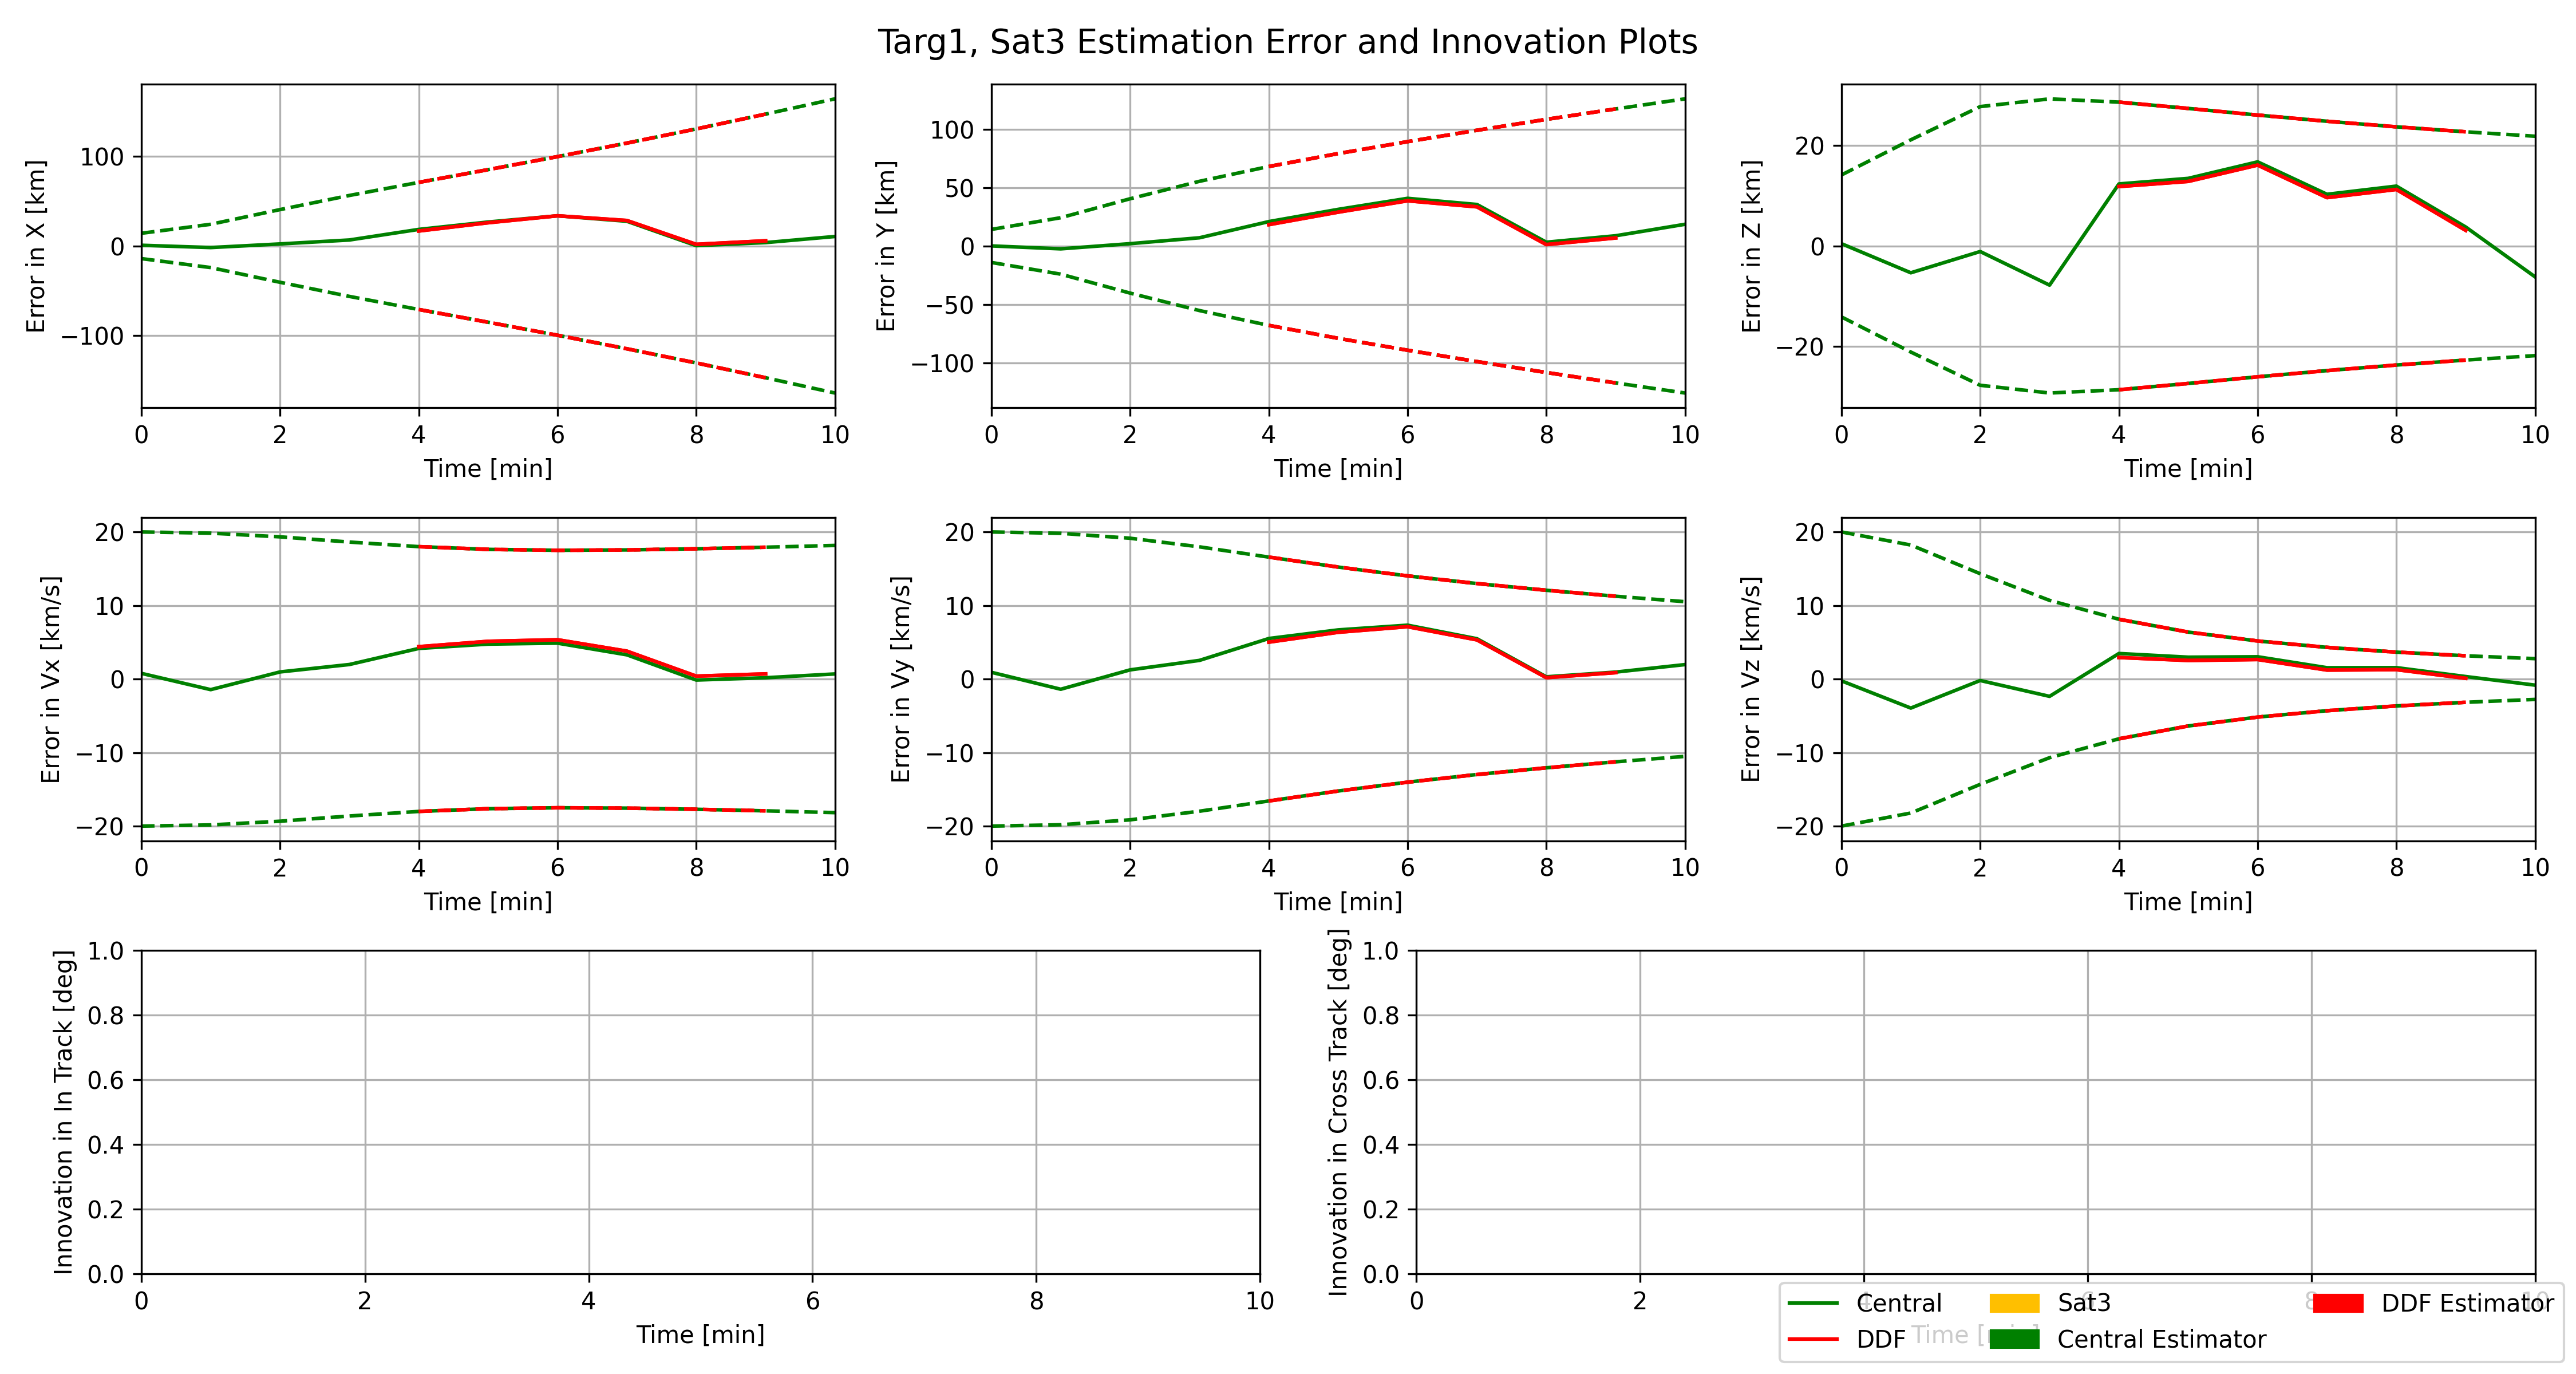 Targ1, Sat3 Estimation Error and Innovation Plots
Error in X [km]
100
0
−100
0 2 4 6 8 10
Time [min]
Error in Y [km]
100
50
0
−50
−100
0 2 4 6 8 10
Time [min]
Error in Z [km]
20
0
−20
0 2 4 6 8 10
Time [min]
Error in Vx [km/s]
20
10
0
−10
−20
0 2 4 6 8 10
Time [min]
Error in Vy [km/s]
20
10
0
−10
−20
0 2 4 6 8 10
Time [min]
Error in Vz [km/s]
20
10
0
−10
−20
0 2 4 6 8 10
Time [min]
Innovation in In Track [deg]
1.0
0.8
0.6
0.4
0.2
0.0
0 2 4 6 8 10
Time [min]
Innovation in Cross Track [deg]
1.0
0.8
0.6
0.4
0.2
0.0
0 2 4 6 8 10
Time [
Central
DDF
Sat3
Central Estimator
DDF Estimator